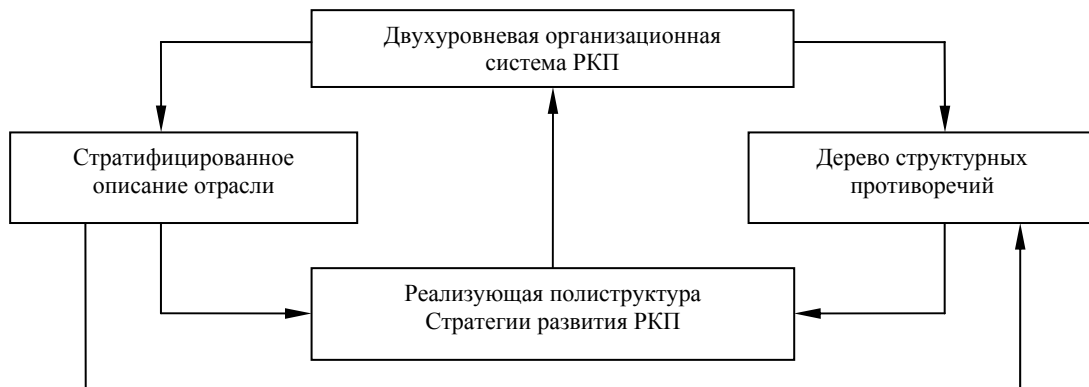 Двухуровневая организационная
система РКП
Стратифицированное
описание отрасли
Дерево структурных
противоречий
Реализующая полиструктура
Стратегии развития РКП